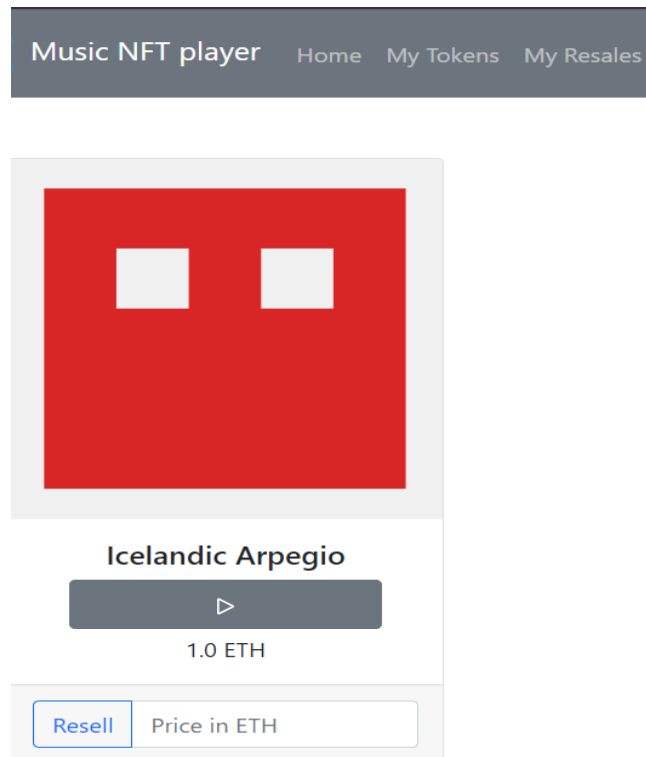 Music NFT player Home My Tokens My Resales
Icelandic Arpegio
1.0 ETH
Resell Price in ETH